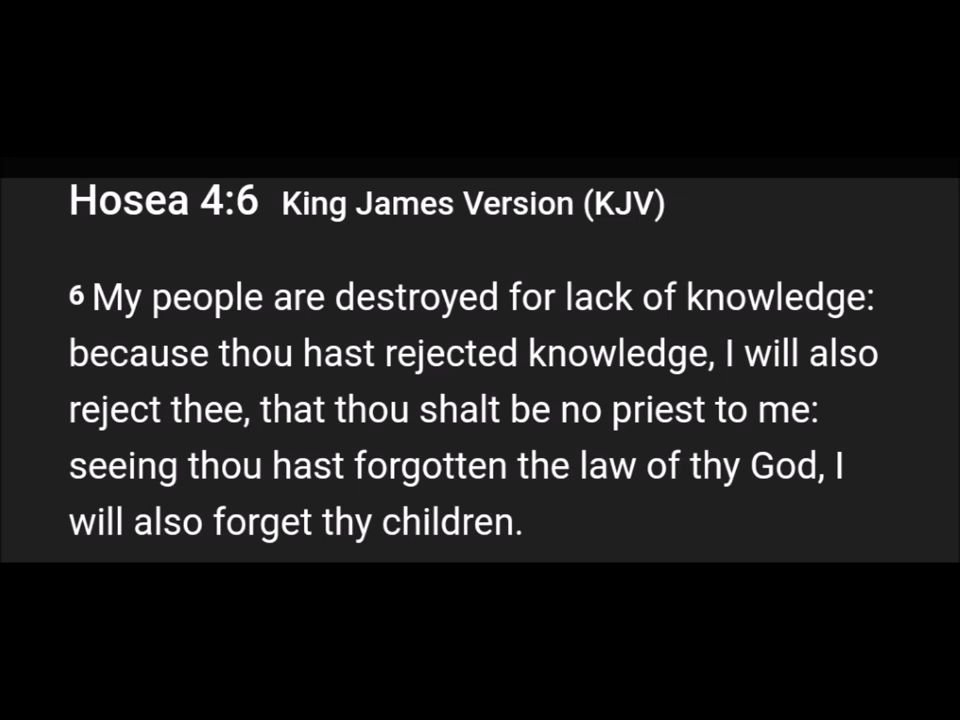 Hosea 4:6 King James Version (KJV)
6 My people are destroyed for lack of knowledge:
because thou hast rejected knowledge, I will also
reject thee, that thou shalt be no priest to me:
seeing thou hast forgotten the law of thy God, I
will also forget thy children.